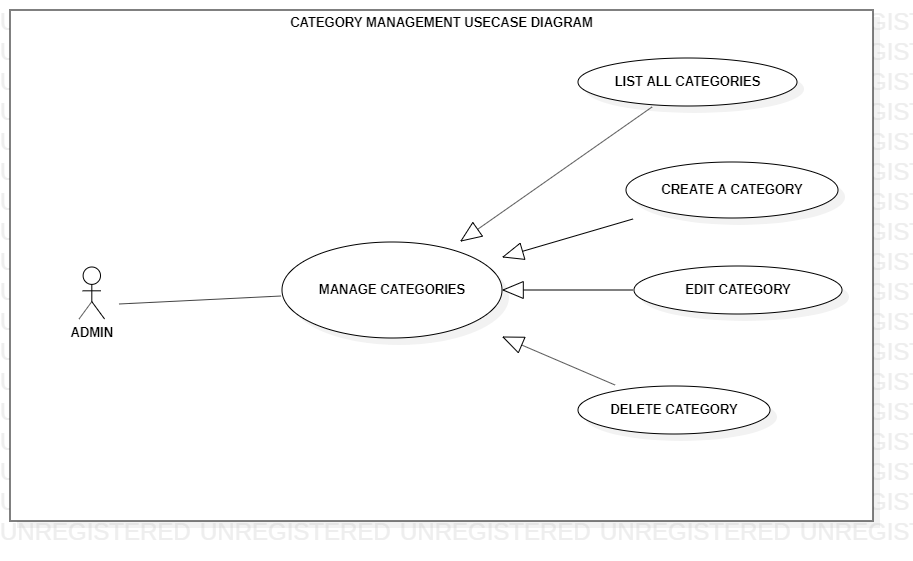 CATEGORY MANAGEMENT USECASE DIAGRAM
LIST ALL CATEGORIES
CREATE A CATEGORY
MANAGE CATEGORIES
EDIT CATEGORY
ADMIN
DELETE CATEGORY
UNREGISTERED UNREGISTERED UNREGISTERED UNREGISTERED UNREGIST